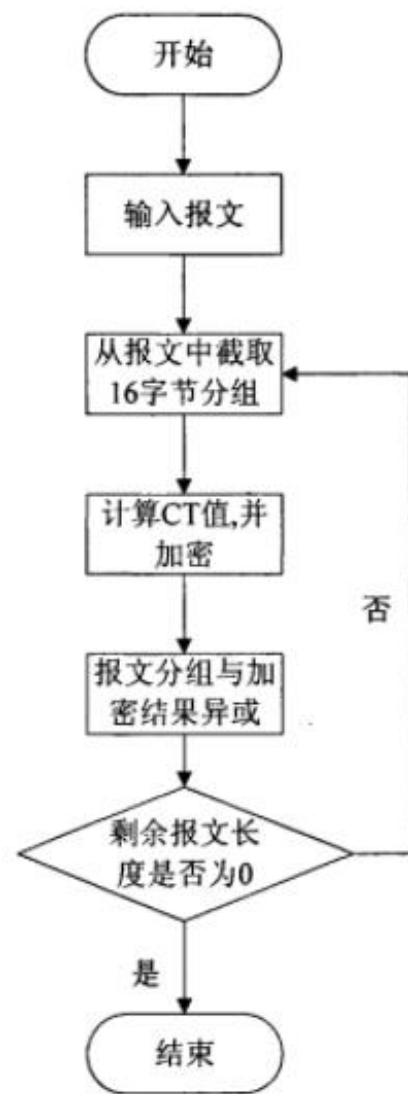 开始
输入报文
从报文中截取
16字节分组
计算CT值,并
加密
报文分组与加
密结果异或
否
剩余报文长
度是否为0
是
结束